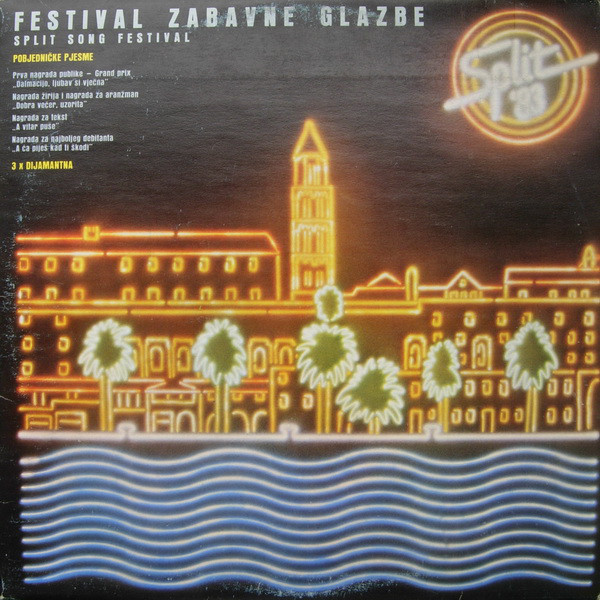 FESTIVAL ZABAVNE GLAZBE
SPLIT SONG FESTIVAL
POBJEDNIČKE PJESME
Prva nagrada publike – Grand prix
„Dalmacijo, ljubav si vječna"
Nagrada žirija i nagrada za aranžman
„Dobra večer, uzorita"
Nagrada za tekst
„A vitar puše"
Nagrada za najboljeg debitanta
„A ča piješ kad ti škodi"
3 x DIJAMANTNA
Split
'83